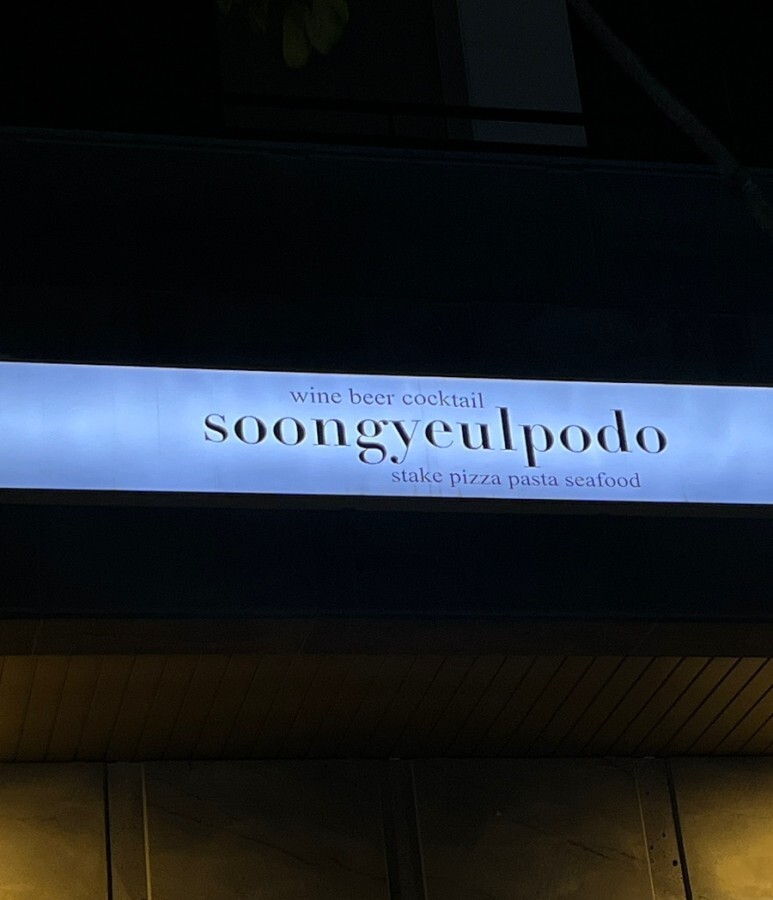 wine beer cocktail
soongyeulpodo
stake pizza pasta seafood